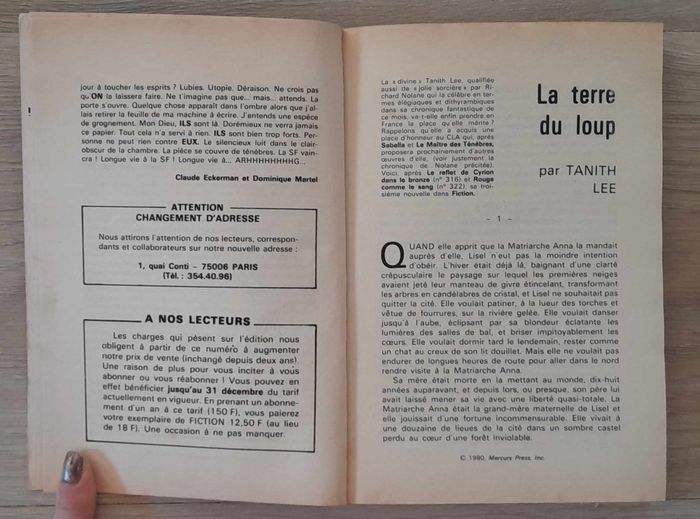 jour à toucher les esprits ? Lubies. Utopie. Déraison. Ne crois pas
qu'ON la laissera faire. Ne t'imagine pas que... mais... attends. La
porte s'ouvre. Quelque chose apparaît dans l'ombre alors que j'al-
lais retirer la feuille de ma machine à écrire. J'entends une espèce
de grognement. Mon Dieu, ILS sont là. Dorémieux ne verra jamais
ce papier. Tout cela n'a servi à rien. ILS sont bien trop forts. Per-
sonne ne peut rien contre EUX. Le silencieux luit dans le clair-
obscur de la chambre. La pièce se couvre de ténèbres. La SF vain-
cra ! Longue vie à la SF ! Longue vie à... ARHHHHHHHHG...
Claude Eckerman et Dominique Martel
ATTENTION
CHANGEMENT D'ADRESSE
Nous attirons l'attention de nos lecteurs, correspon-
dants et collaborateurs sur notre nouvelle adresse :
1, quai Conti - 75006 PARIS
(Tél. : 354.40.96)
A NOS LECTEURS
Les charges qui pèsent sur l'édition nous
obligent à partir de ce numéro à augmenter
notre prix de vente (inchangé depuis deux ans).
Une raison de plus pour vous inciter à vous
abonner ou vous réabonner ! Vous pouvez en
effet bénéficier jusqu'au 31 décembre du tarif
actuellement en vigueur. En prenant un abonne-
ment d'un an à ce tarif (150 F), vous paierez
votre exemplaire de FICTION 12,50 F (au lieu
de 18 F). Une occasion à ne pas manquer.
La « divine » Tanith Lee, qualifiée
aussi de « jolie sorcière » par Ri-
chard Nolane qui la célèbre en ter-
mes élégiaques et dithyrambiques
dans sa chronique fantastique de
ce mois, va-t-elle enfin prendre en
France la place qu'elle mérite ?
Rappelons qu'elle a acquis une
place d'honneur au CLA qui, après
Sabella et Le Maître des Ténèbres,
proposera prochainement d'autres
œuvres d'elle. (voir justement la
chronique de Nolane précitée).
Voici, après Le reflet de Cyrion
dans le bronze (n° 316) et Rouge
comme le sang (n° 322), sa troi-
sième nouvelle dans Fiction.
La terre
du loup
par TANITH
LEE
- 1 -
QUAND elle apprit que la Matriarche Anna la mandait
auprès d'elle, Lisel n'eut pas la moindre intention
d'obéir. L'hiver était déjà là, baignant d'une clarté
crépusculaire le paysage sur lequel les premières neiges
avaient jeté leur manteau de givre étincelant, transformant
les arbres en candélabres de cristal, et Lisel ne souhaitait pas
quitter la cité. Elle voulait patiner, à la lueur des torches et
vêtue de fourrures, sur la rivière gelée. Elle voulait danser
jusqu'à l'aube, éclipsant par sa blondeur éclatante les
lumières des salles de bal, et briser impitoyablement les
cœurs. Elle voulait dormir tard le lendemain, rester comme
un chat au creux de son lit douillet. Mais elle ne voulait pas
endurer de longues heures de route pour aller dans le nord
rendre visite à la Matriarche Anna.
Sa mère était morte en la mettant au monde, dix-huit
années auparavant, et depuis lors, ou presque, son père lui
avait laissé mener sa vie avec une liberté quasi-totale. La
Matriarche Anna était la grand-mère maternelle de Lisel et
elle jouissait d'une fortune incommensurable. Elle vivait à
une douzaine de lieues de la cité dans un sombre castel
perdu au cœur d'une forêt inviolable.
© 1980, Mercury Press, Inc.